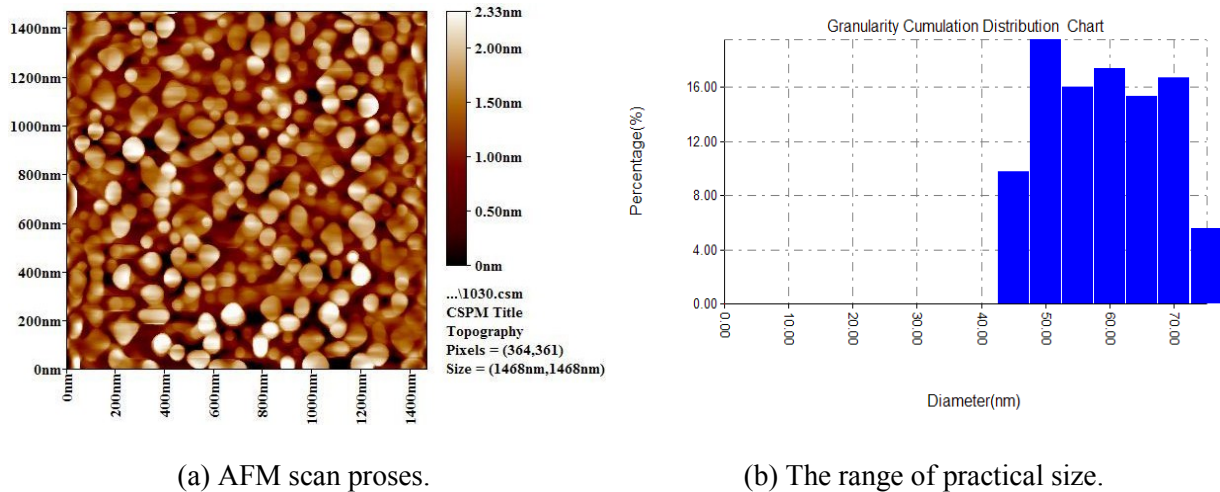 1400nm
1200nm
1000nm
800nm
600nm
400nm
200nm
0nm
0nm
200nm
400nm
600nm
800nm
1000nm
1200nm
1400nm
2.33nm
2.00nm
1.50nm
1.00nm
0.50nm
0nm
...\1030.csm
CSPM Title
Topography
Pixels = (364,361)
Size = (1468nm,1468nm)
Granularity Cumulation Distribution Chart
Percentage(%)
16.00
12.00
8.00
4.00
0.00
0.00
10.00
20.00
30.00
40.00
50.00
60.00
70.00
Diameter(nm)
(a) AFM scan proses.
(b) The range of practical size.